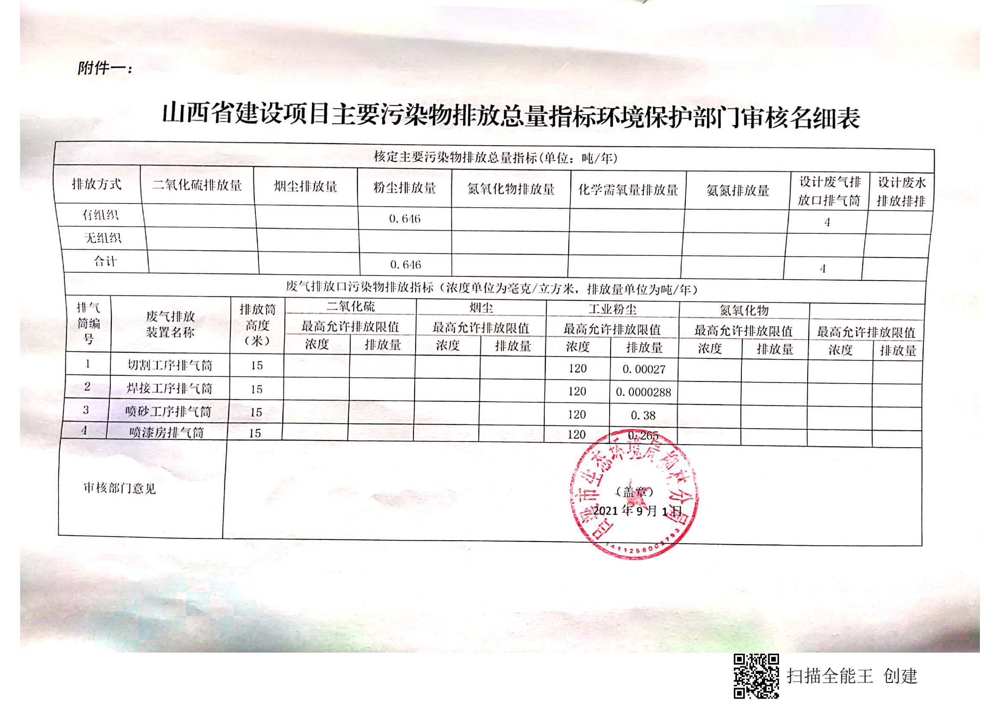 附件一：
山西省建设项目主要污染物排放总量指标环境保护部门审核名细表
核定主要污染物排放总量指标(单位：吨/年)
排放方式 二氧化硫排放量 烟尘排放量 粉尘排放量 氮氧化物排放量 化学需氧量排放量 氨氮排放量 设计废气排放口排气筒 设计废水排放排排
有组织 0.646 4
无组织
合计 0.646 4
废气排放口污染物排放指标（浓度单位为毫克/立方米，排放量单位为吨/年）
排气筒编号 废气排放装置名称 排放筒高度（米） 二氧化硫 烟尘 工业粉尘 氮氧化物
最高允许排放限值 最高允许排放限值 最高允许排放限值 最高允许排放限值 最高允许排放限值
浓度 排放量 浓度 排放量 浓度 排放量 浓度 排放量 浓度 排放量
1 切割工序排气筒 15 120 0.00027
2 焊接工序排气筒 15 120 0.0000288
3 喷砂工序排气筒 15 120 0.38
4 喷漆房排气筒 15 120 0.265
审核部门意见
吕梁市生态环境局柳林分局
（盖章）
2021年9月1日
扫描全能王 创建